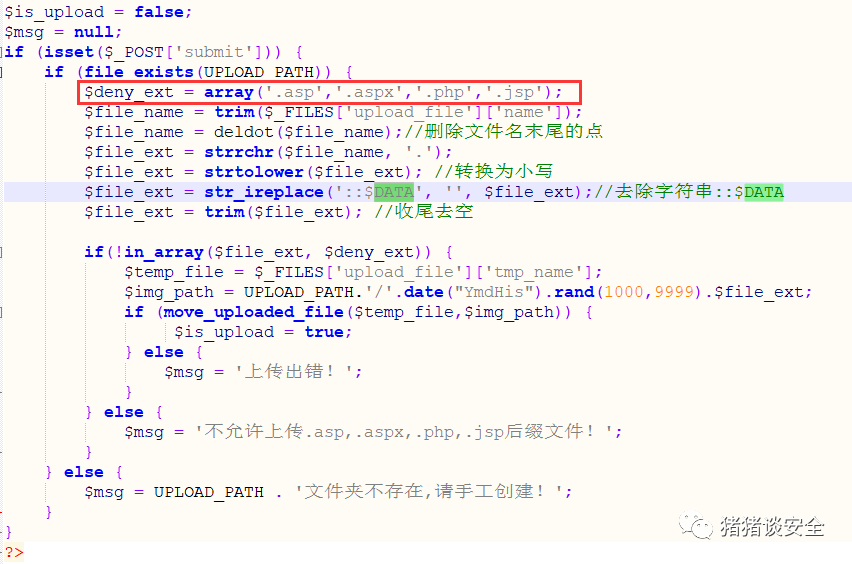 $is_upload = false;
$msg = null;
if (isset($_POST['submit'])) {
    if (file_exists(UPLOAD_PATH)) {
        $deny_ext = array('.asp','.aspx','.php','.jsp');
        $file_name = trim($_FILES['upload_file']['name']);
        $file_name = deldot($file_name);//删除文件名末尾的点
        $file_ext = strrchr($file_name, '.');
        $file_ext = strtolower($file_ext); //转换为小写
        $file_ext = str_ireplace('::$DATA', '', $file_ext);//去除字符串::$DATA
        $file_ext = trim($file_ext); //收尾去空
        if(!in_array($file_ext, $deny_ext)) {
            $temp_file = $_FILES['upload_file']['tmp_name'];
            $img_path = UPLOAD_PATH.'/'.date("YmdHis").rand(1000,9999).$file_ext;
            if (move_uploaded_file($temp_file,$img_path)) {
                 $is_upload = true;
            } else {
                $msg = '上传出错！';
            }
        } else {
            $msg = '不允许上传.asp,.aspx,.php,.jsp后缀文件！';
        }
    } else {
        $msg = UPLOAD_PATH . '文件夹不存在,请手工创建！';
    }
}
?>
猪猪谈安全